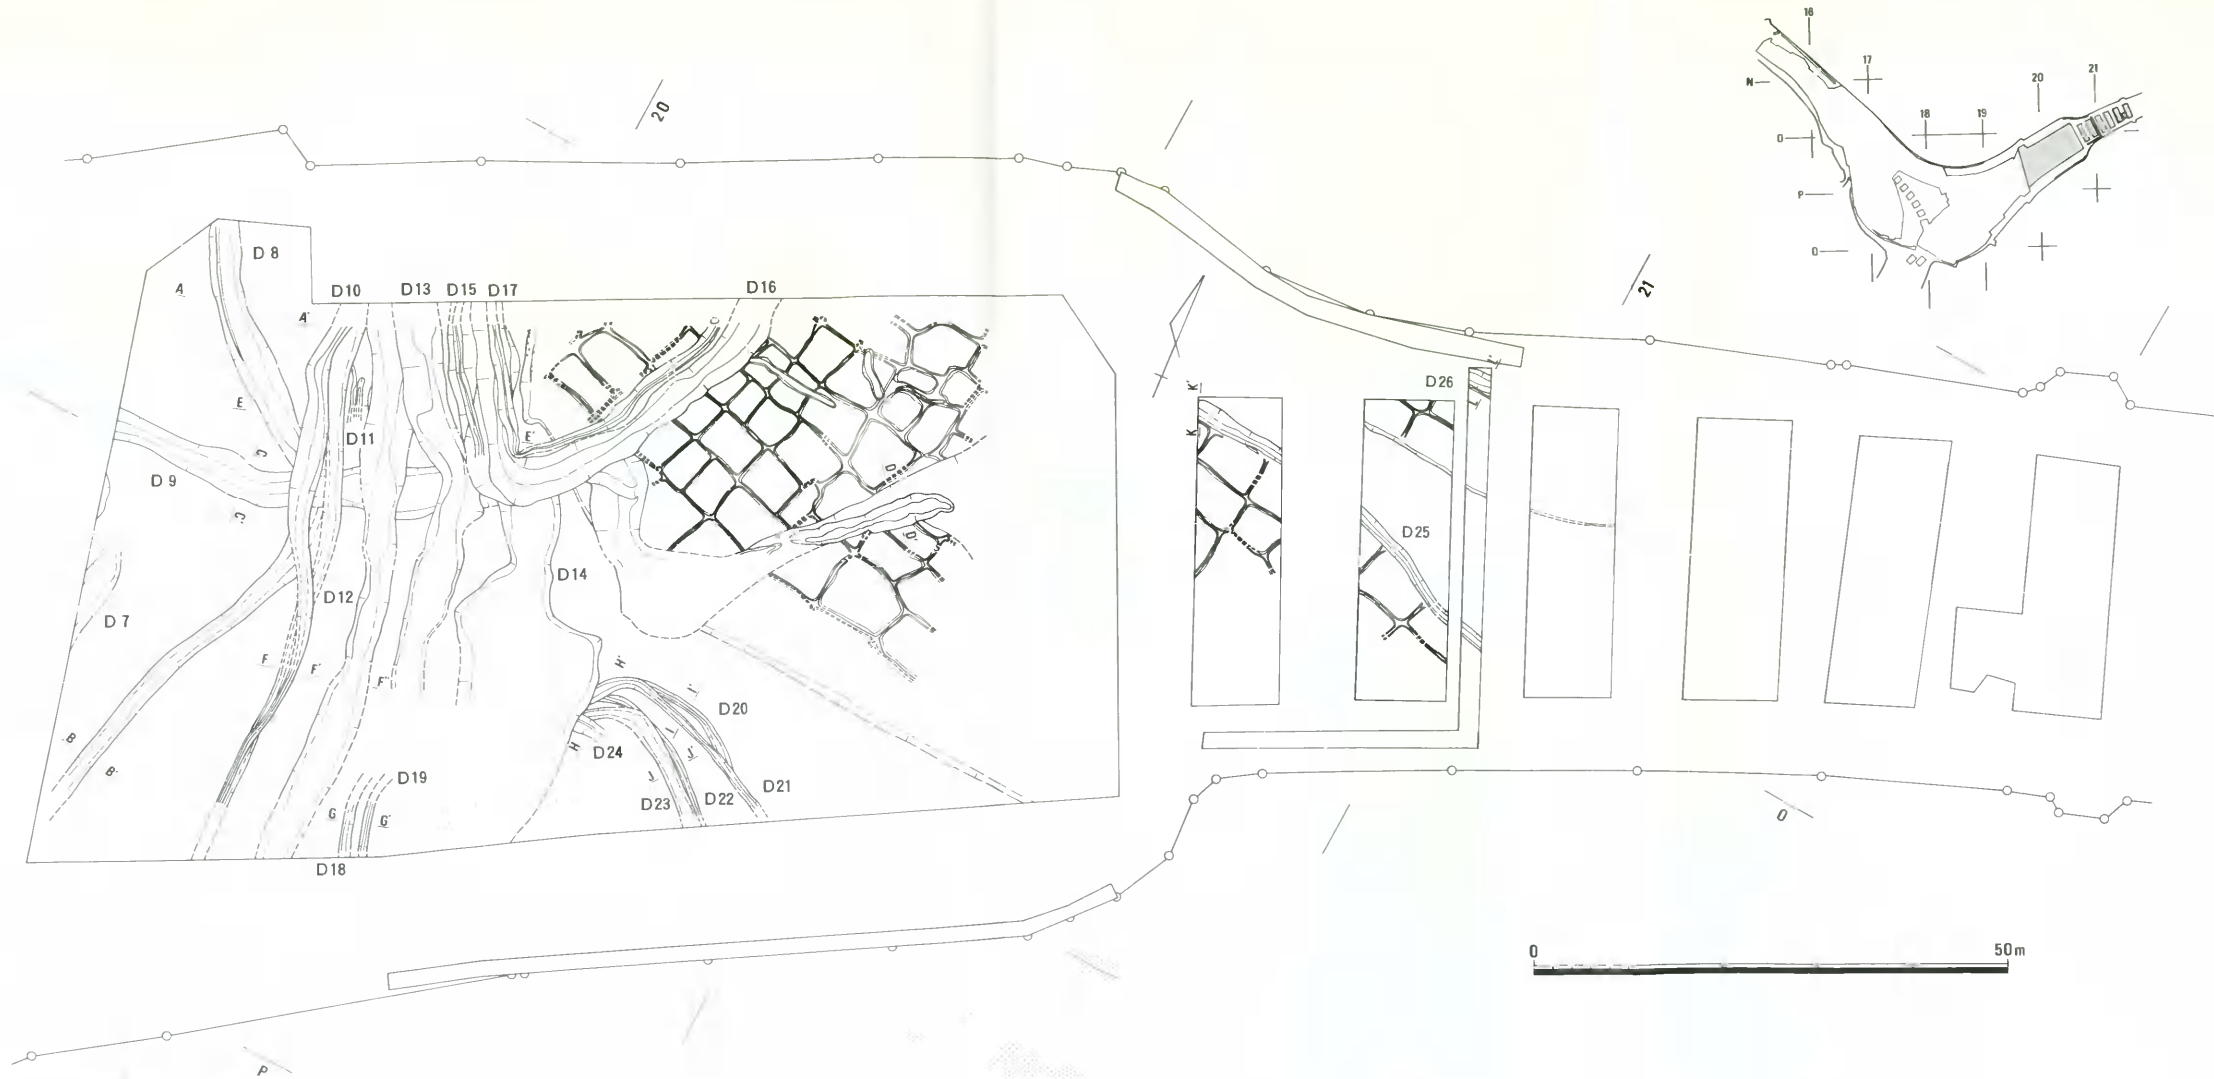 16
17
N
20
21
18
19
O
P
20
D 8
A
D10
D13
D15
D17
D16
A'
21
E
E'
D26
L'
L
K'
K
D11
C
C'
D 9
D
D'
D25
D14
D12
D 7
F
F'
F''
H'
I'
D20
B
B'
H
D24
I
J'
J
D19
D21
D23
D22
G
G'
D18
O
0 50m
P